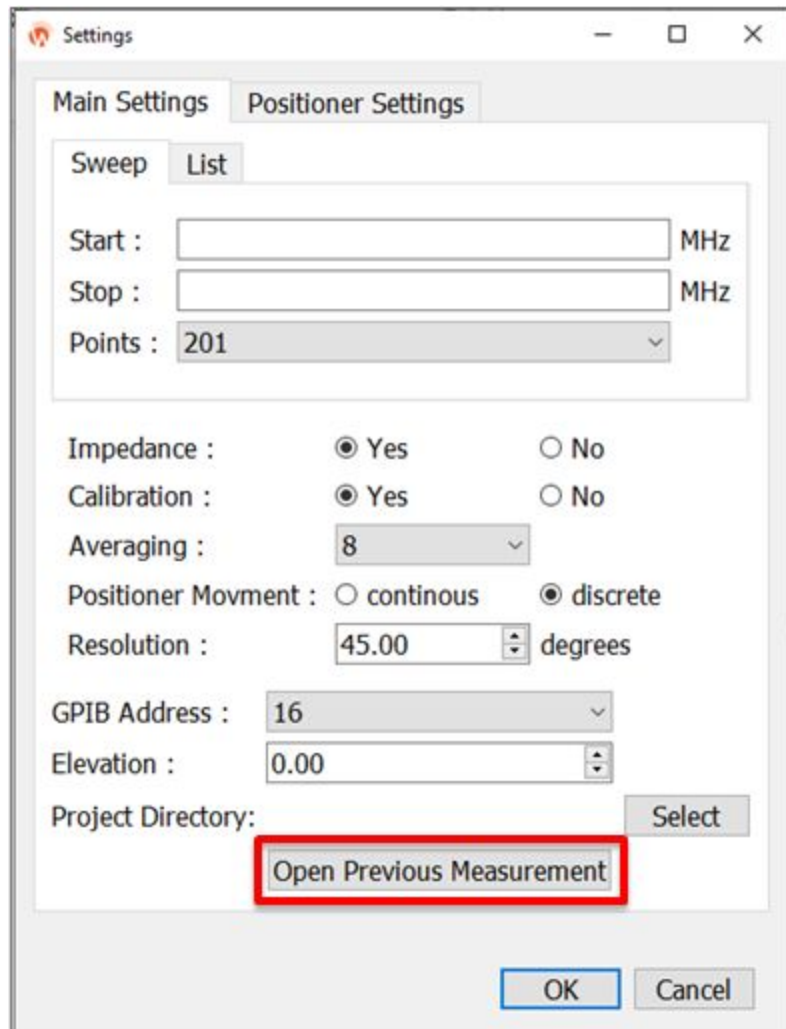 Settings
Main Settings Positioner Settings
Sweep List
Start : MHz
Stop : MHz
Points : 201
Impedance : Yes No
Calibration : Yes No
Averaging : 8
Positioner Movment : continous discrete
Resolution : 45.00 degrees
GPIB Address : 16
Elevation : 0.00
Project Directory: Select
Open Previous Measurement
OK Cancel